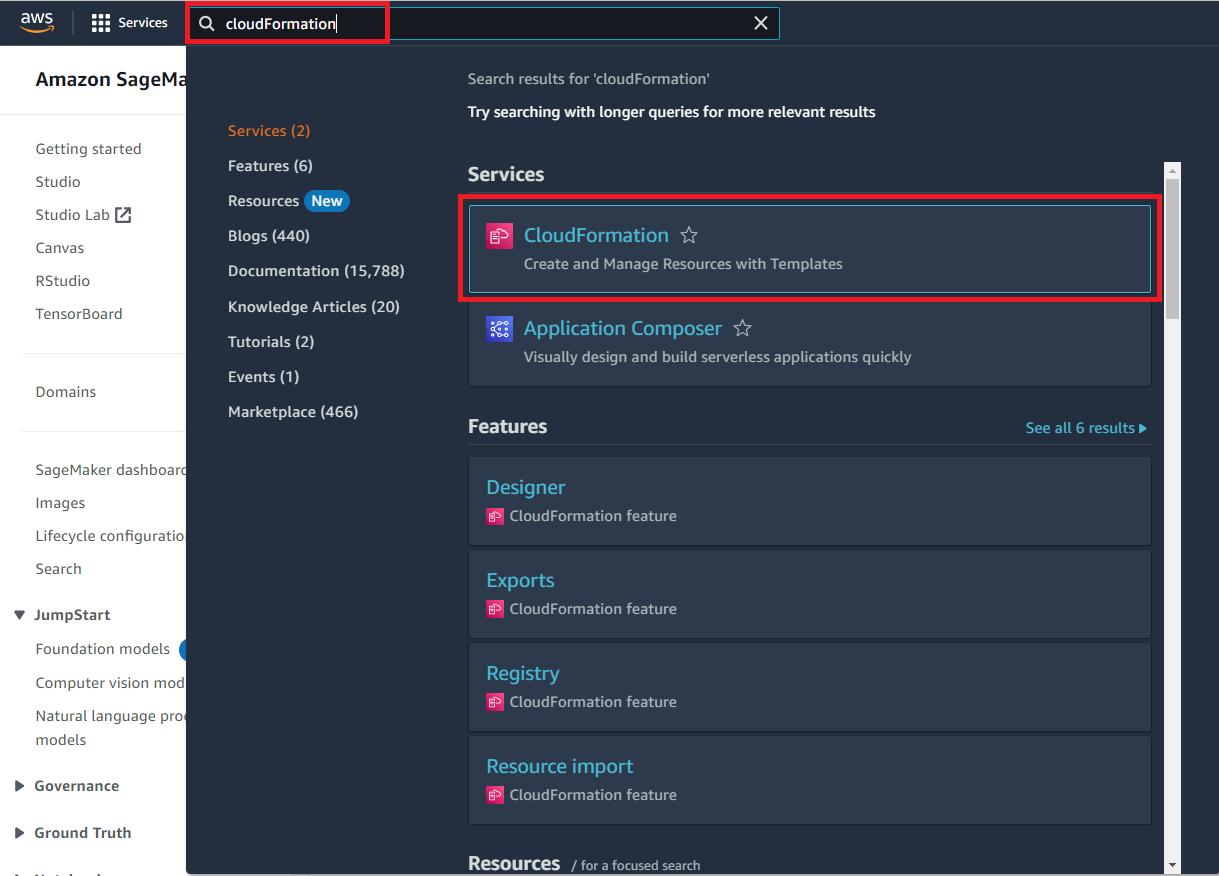 aws
Services
cloudFormation
Amazon SageMa
Getting started
Studio
Studio Lab
Canvas
RStudio
TensorBoard
Domains
SageMaker dashboard
Images
Lifecycle configuration
Search
JumpStart
Foundation models
Computer vision mod
Natural language proc
models
Governance
Ground Truth
Services (2)
Features (6)
Resources New
Blogs (440)
Documentation (15,788)
Knowledge Articles (20)
Tutorials (2)
Events (1)
Marketplace (466)
Search results for 'cloudFormation'
Try searching with longer queries for more relevant results
Services
CloudFormation
Create and Manage Resources with Templates
Application Composer
Visually design and build serverless applications quickly
Features
See all 6 results
Designer
CloudFormation feature
Exports
CloudFormation feature
Registry
CloudFormation feature
Resource import
CloudFormation feature
Resources / for a focused search